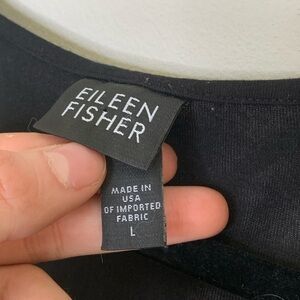 EILEEN
FISHER
MADE IN
USA
OF IMPORTED
FABRIC
L